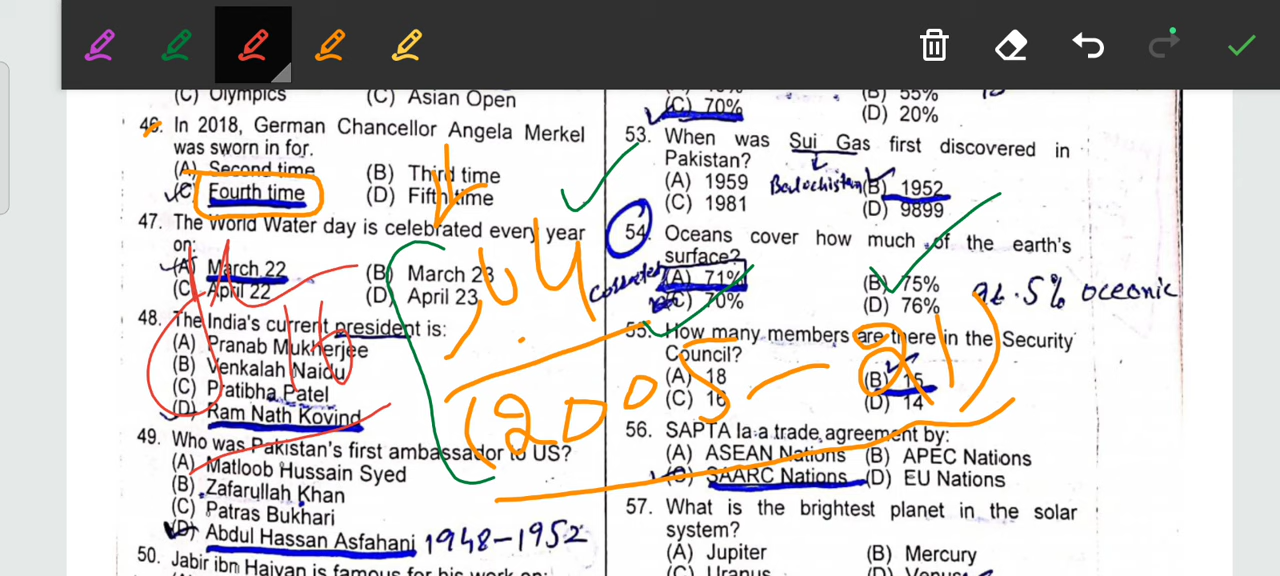 (C) Olympics (C) Asian Open
46. In 2018, German Chancellor Angela Merkel
was sworn in for.
(A) Second time (B) Third time
(C) Fourth time (D) Fifth time
47. The World Water day is celebrated every year
on:
(A) March 22 (B) March 23
(C) April 22 (D) April 23
48. The India's current president is:
(A) Pranab Mukherjee
(B) Venkalah Naidu
(C) Pratibha Patel
(D) Ram Nath Kovind
49. Who was Pakistan's first ambassador to US?
(A) Matloob Hussain Syed
(B) Zafarullah Khan
(C) Patras Bukhari
(D) Abdul Hassan Asfahani 1948-1952
50. Jabir ibn Haiyan is famous for his work on:
(B) 55%
(C) 70% (D) 20%
53. When was Sui Gas first discovered in
Pakistan?
(A) 1959 Balochistan (B) 1952
(C) 1981 (D) 9899
54. Oceans cover how much of the earth's
surface?
(A) 71% (B) 75%
(C) 70% (D) 76% 96.5% oceanic
55. How many members are there in the Security
Council?
(A) 18 (B) 15
(C) 16 (D) 14
56. SAPTA Is a trade agreement by:
(A) ASEAN Nations (B) APEC Nations
(C) SAARC Nations (D) EU Nations
57. What is the brightest planet in the solar
system?
(A) Jupiter (B) Mercury
(C) Uranus (D) Venus
(2005-21)
16